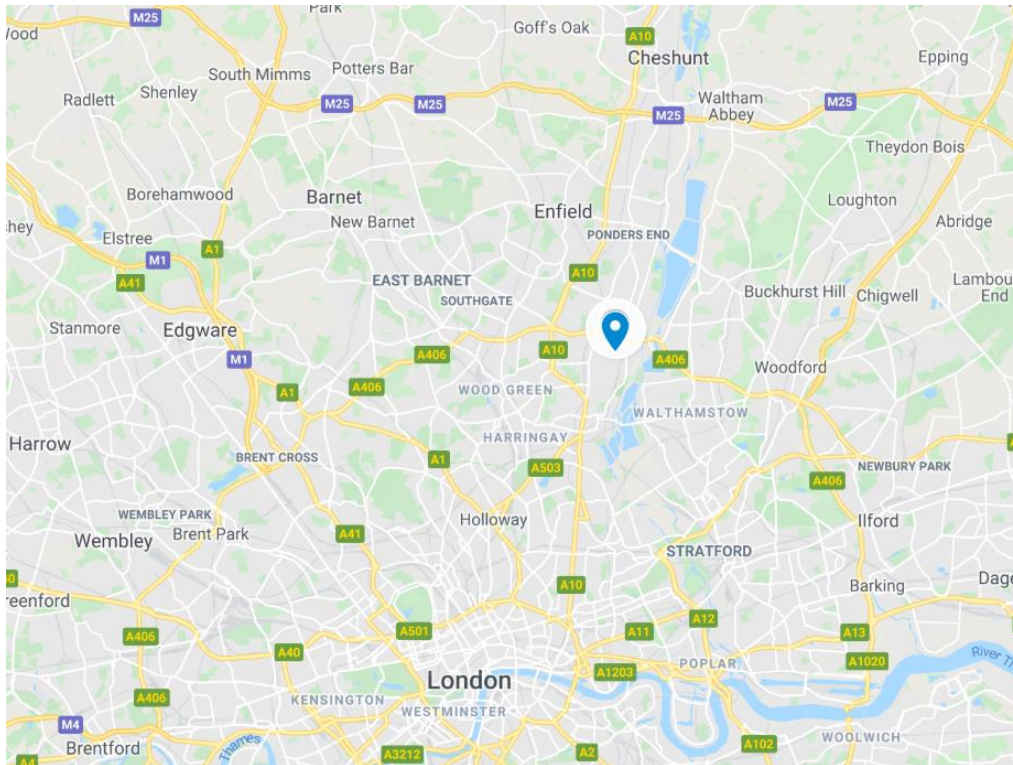 Park
M25
Goff's Oak
A10
Cheshunt
Epping
Potters Bar
South Mimms
Shenley
Radlett
M25
M25
Waltham
Abbey
M25
M25
Theydon Bois
Borehamwood
Barnet
New Barnet
Enfield
Loughton
Abridge
Elstree
PONDERS END
A1
M1
A41
EAST BARNET
SOUTHGATE
A10
Buckhurst Hill
Chigwell
End
Stanmore
Edgware
M1
A406
A10
A406
Woodford
A1
A406
WOOD GREEN
WALTHAMSTOW
Harrow
HARRINGAY
BRENT CROSS
A1
A503
NEWBURY PARK
A406
WEMBLEY PARK
Wembley
Brent Park
A41
Holloway
Ilford
STRATFORD
A10
Barking
A406
A501
A40
A11
A12
A13
London
A1203
POPLAR
A1020
River
KENSINGTON
WESTMINSTER
A406
M4
Brentford
Thames
A3212
A2
A102
WOOLWICH
A4